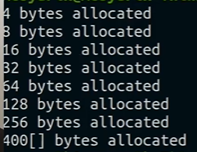 4 bytes allocated
8 bytes allocated
16 bytes allocated
32 bytes allocated
64 bytes allocated
128 bytes allocated
256 bytes allocated
400[] bytes allocated